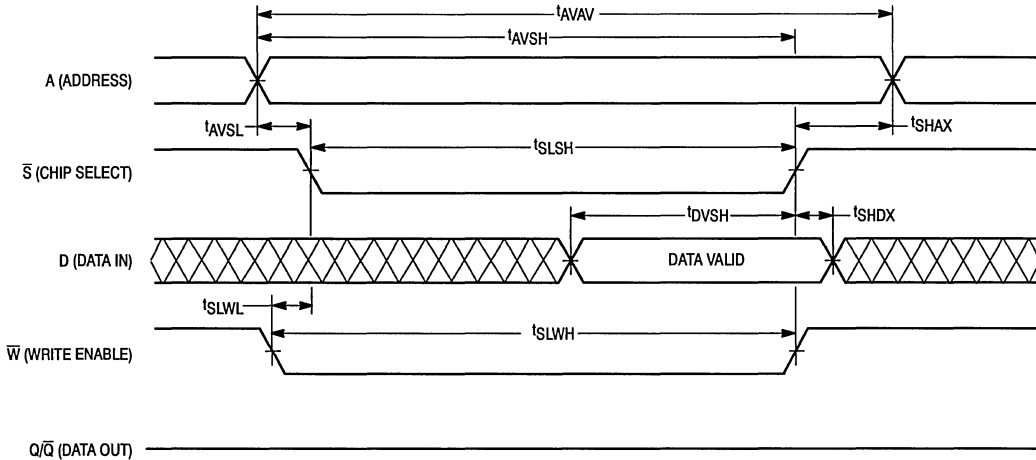 tAVAV
tAVSH
A (ADDRESS)
tAVSL
tSHAX
tSLSH
S̅ (CHIP SELECT)
tDVSH
tSHDX
D (DATA IN)
DATA VALID
tSLWL
tSLWH
W̅ (WRITE ENABLE)
Q/Q̅ (DATA OUT)